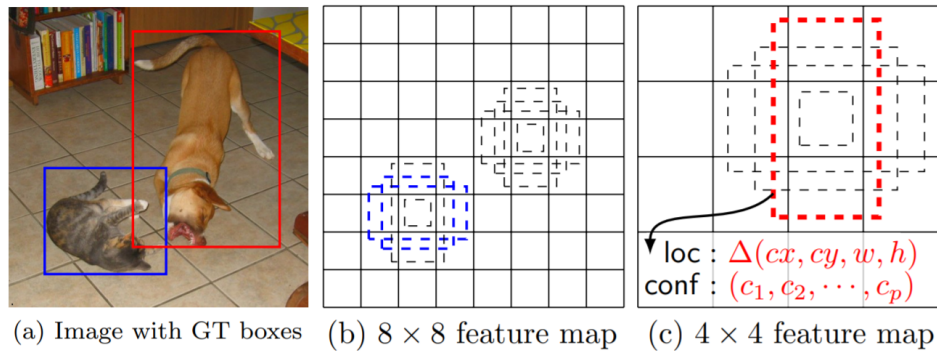 loc : Δ(cx, cy, w, h)
conf : (c₁, c₂, ⋯, cₚ)
(a) Image with GT boxes
(b) 8 × 8 feature map
(c) 4 × 4 feature map